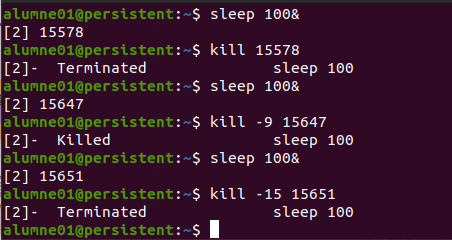 alumne01@persistent:~$ sleep 100&
[2] 15578
alumne01@persistent:~$ kill 15578
[2]-  Terminated              sleep 100
alumne01@persistent:~$ sleep 100&
[2] 15647
alumne01@persistent:~$ kill -9 15647
[2]-  Killed                  sleep 100
alumne01@persistent:~$ sleep 100&
[2] 15651
alumne01@persistent:~$ kill -15 15651
[2]-  Terminated              sleep 100
alumne01@persistent:~$